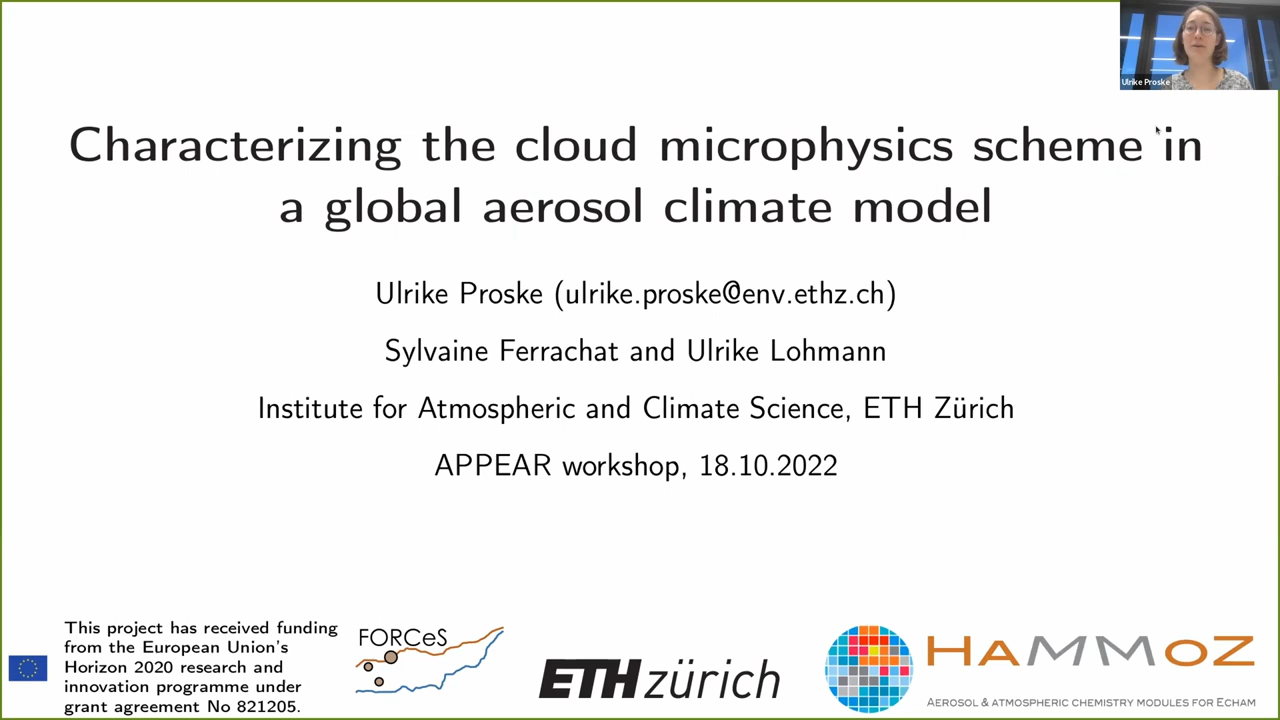 Ulrike Proske
Characterizing the cloud microphysics scheme in
a global aerosol climate model
Ulrike Proske (ulrike.proske@env.ethz.ch)
Sylvaine Ferrachat and Ulrike Lohmann
Institute for Atmospheric and Climate Science, ETH Zürich
APPEAR workshop, 18.10.2022
This project has received funding
from the European Union's
Horizon 2020 research and
innovation programme under
grant agreement No 821205.
FORCeS
ETH zürich
HAMMOZ
AEROSOL & ATMOSPHERIC CHEMISTRY MODULES FOR ECHAM